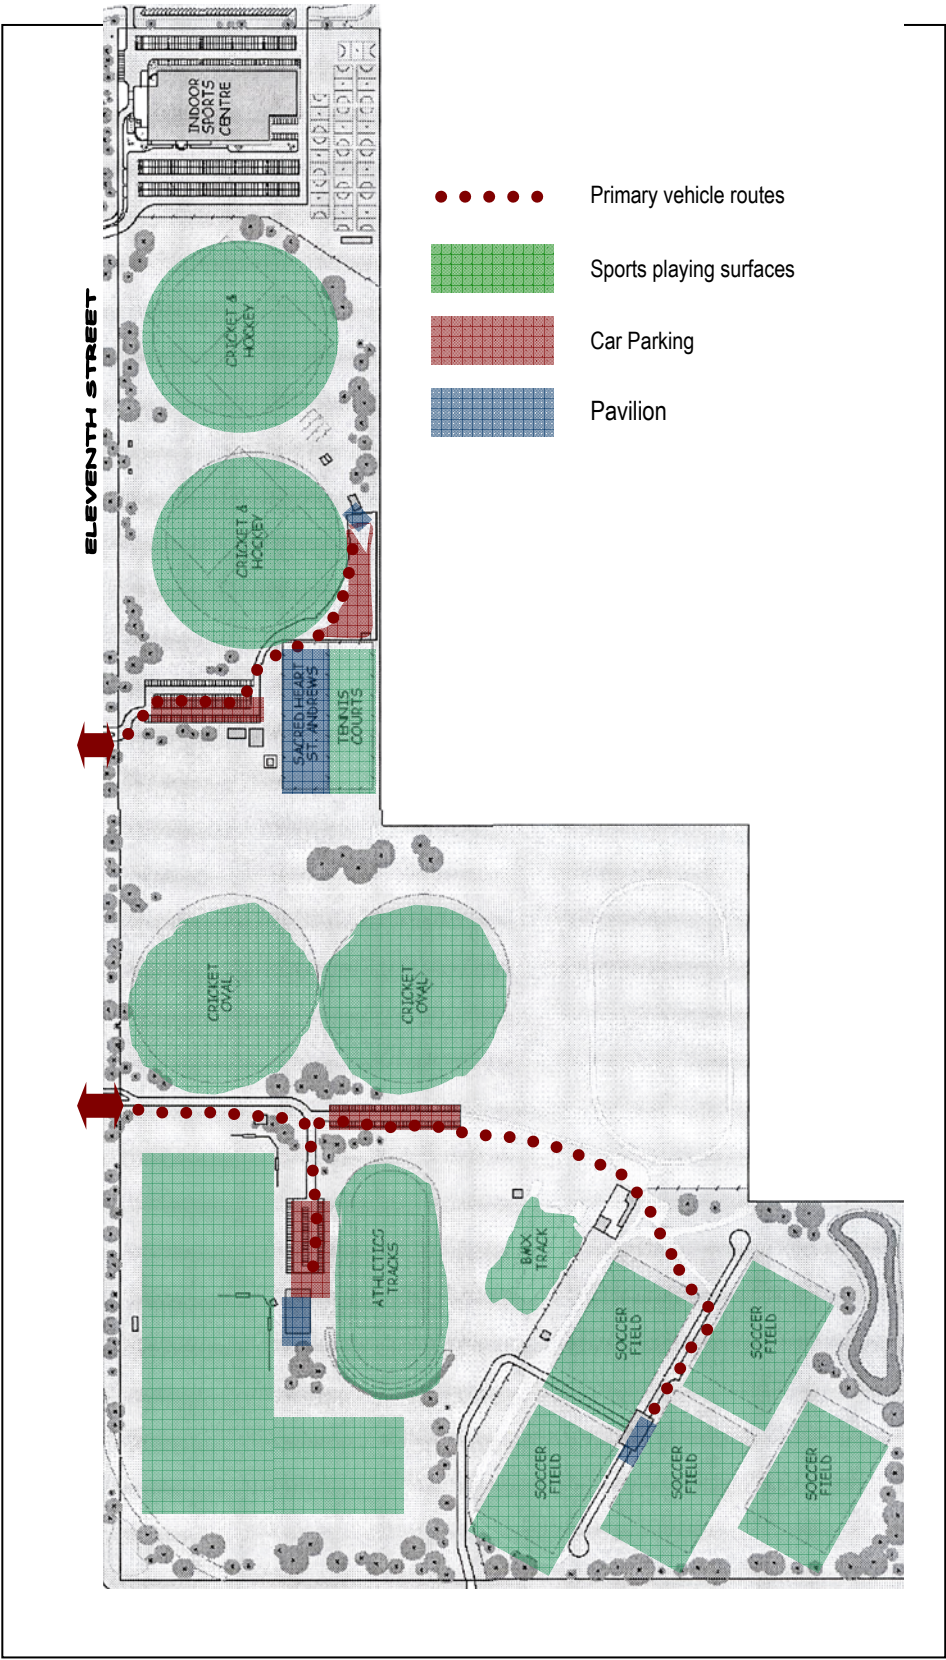 INDOOR
SPORTS
CENTRE
Primary vehicle routes
Sports playing surfaces
Car Parking
Pavilion
ELEVENTH STREET
CRICKET &
HOCKEY
CRICKET &
HOCKEY
SACRED HEART
ST. ANDREWS
TENNIS
COURTS
CRICKET
OVAL
CRICKET
OVAL
ATHLETICS
TRACKS
BMX
TRACK
SOCCER
FIELD
SOCCER
FIELD
SOCCER
FIELD
SOCCER
FIELD
SOCCER
FIELD